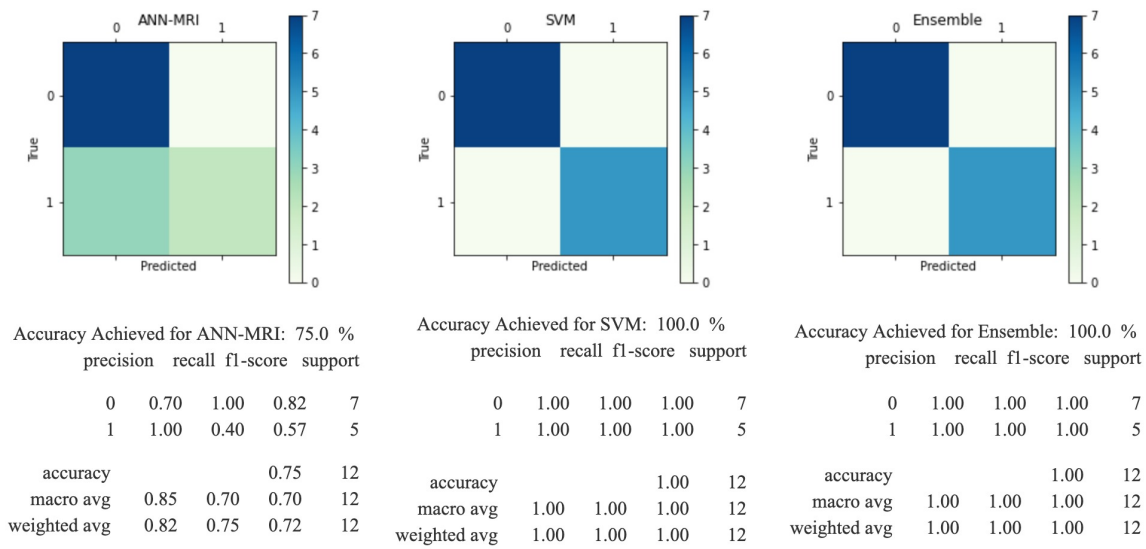 ANN-MRI
0 1
0
1
True
Predicted
7
6
5
4
3
2
1
0
Accuracy Achieved for ANN-MRI: 75.0 %
precision recall f1-score support
0 0.70 1.00 0.82 7
1 1.00 0.40 0.57 5
accuracy 0.75 12
macro avg 0.85 0.70 0.70 12
weighted avg 0.82 0.75 0.72 12
SVM
0 1
0
1
True
Predicted
7
6
5
4
3
2
1
0
Accuracy Achieved for SVM: 100.0 %
precision recall f1-score support
0 1.00 1.00 1.00 7
1 1.00 1.00 1.00 5
accuracy 1.00 12
macro avg 1.00 1.00 1.00 12
weighted avg 1.00 1.00 1.00 12
Ensemble
0 1
0
1
True
Predicted
7
6
5
4
3
2
1
0
Accuracy Achieved for Ensemble: 100.0 %
precision recall f1-score support
0 1.00 1.00 1.00 7
1 1.00 1.00 1.00 5
accuracy 1.00 12
macro avg 1.00 1.00 1.00 12
weighted avg 1.00 1.00 1.00 12